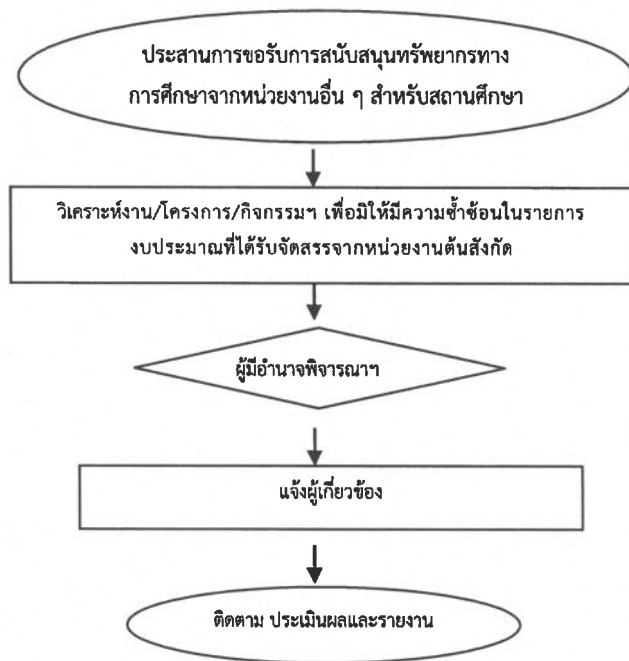 ประสานการขอรับการสนับสนุนทรัพยากรทาง
การศึกษาจากหน่วยงานอื่น ๆ สำหรับสถานศึกษา
วิเคราะห์งาน/โครงการ/กิจกรรมฯ เพื่อมิให้มีความซ้ำซ้อนในรายการ
งบประมาณที่ได้รับจัดสรรจากหน่วยงานต้นสังกัด
ผู้มีอำนาจพิจารณาฯ
แจ้งผู้เกี่ยวข้อง
ติดตาม ประเมินผลและรายงาน